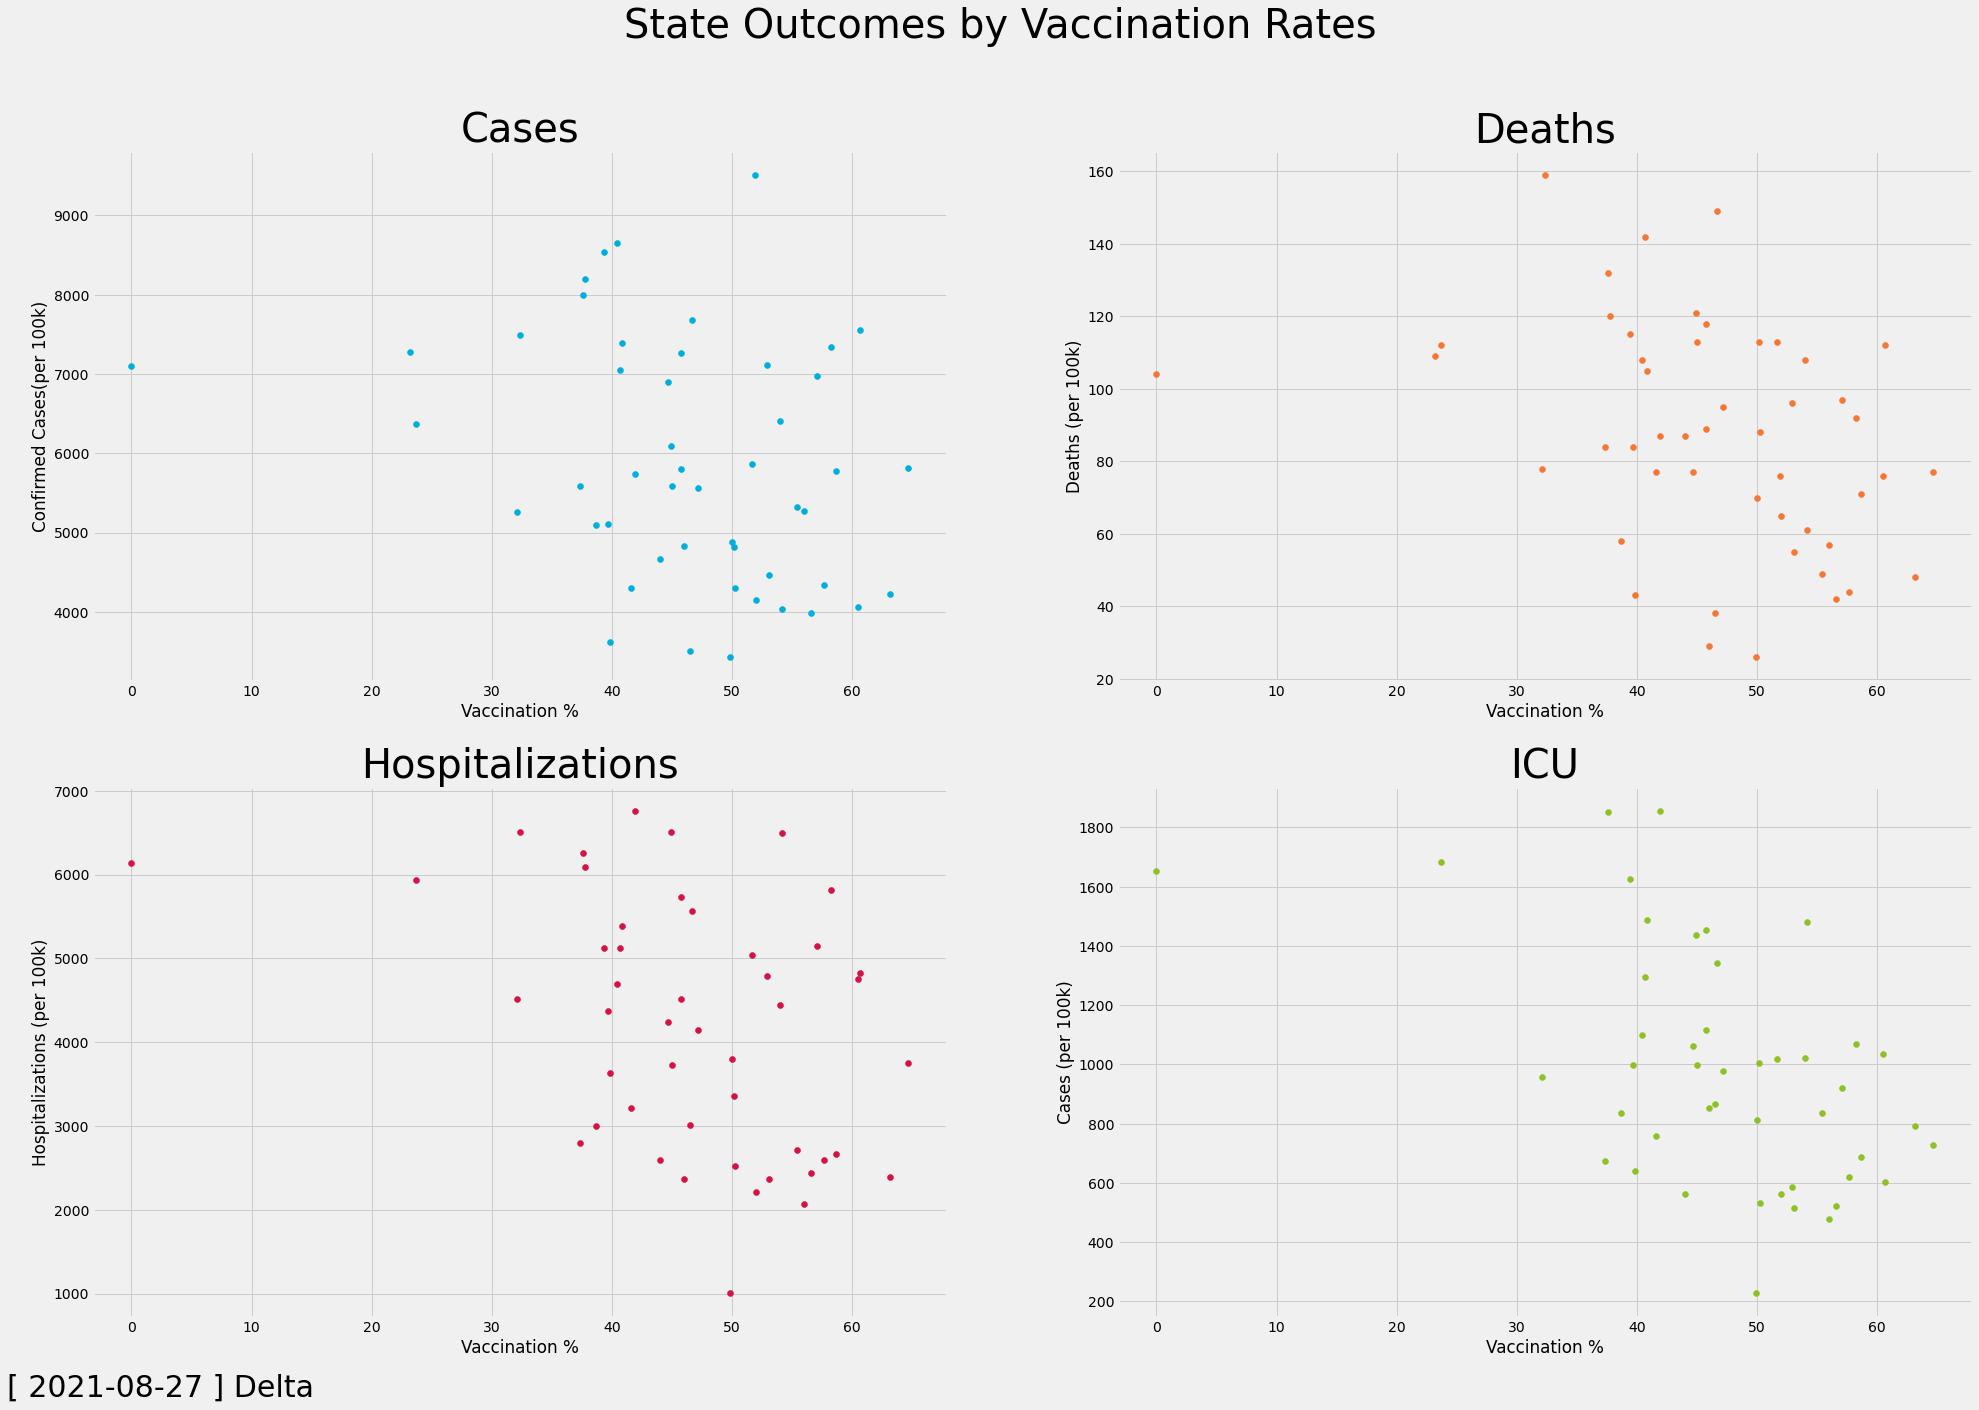 State Outcomes by Vaccination Rates
Cases
9000
8000
7000
6000
5000
4000
Confirmed Cases(per 100k)
0 10 20 30 40 50 60
Vaccination %
Deaths
160
140
120
100
80
60
40
20
Deaths (per 100k)
0 10 20 30 40 50 60
Vaccination %
Hospitalizations
7000
6000
5000
4000
3000
2000
1000
Hospitalizations (per 100k)
0 10 20 30 40 50 60
Vaccination %
ICU
1800
1600
1400
1200
1000
800
600
400
200
Cases (per 100k)
0 10 20 30 40 50 60
Vaccination %
[ 2021-08-27 ] Delta